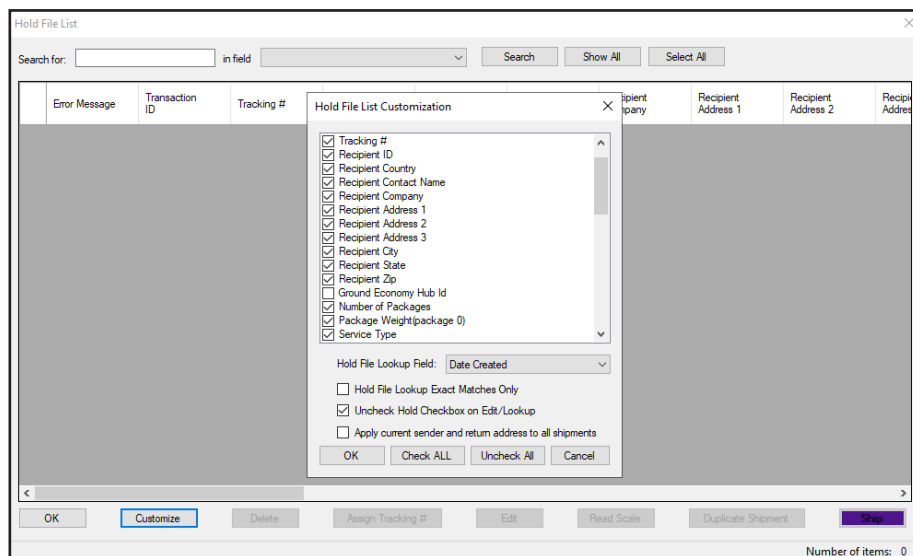 Hold File List
Search for: in field Search Show All Select All
Error Message Transaction ID Tracking # Recipient Address 1 Recipient Address 2
Hold File List Customization
Tracking #
Recipient ID
Recipient Country
Recipient Contact Name
Recipient Company
Recipient Address 1
Recipient Address 2
Recipient Address 3
Recipient City
Recipient State
Recipient Zip
Ground Economy Hub Id
Number of Packages
Package Weight(package 0)
Service Type
Hold File Lookup Field: Date Created
Hold File Lookup Exact Matches Only
Uncheck Hold Checkbox on Edit/Lookup
Apply current sender and return address to all shipments
OK Check ALL Uncheck All Cancel
OK Customize Delete Assign Tracking # Edit Read Scale Duplicate Shipment Ship
Number of items: 0